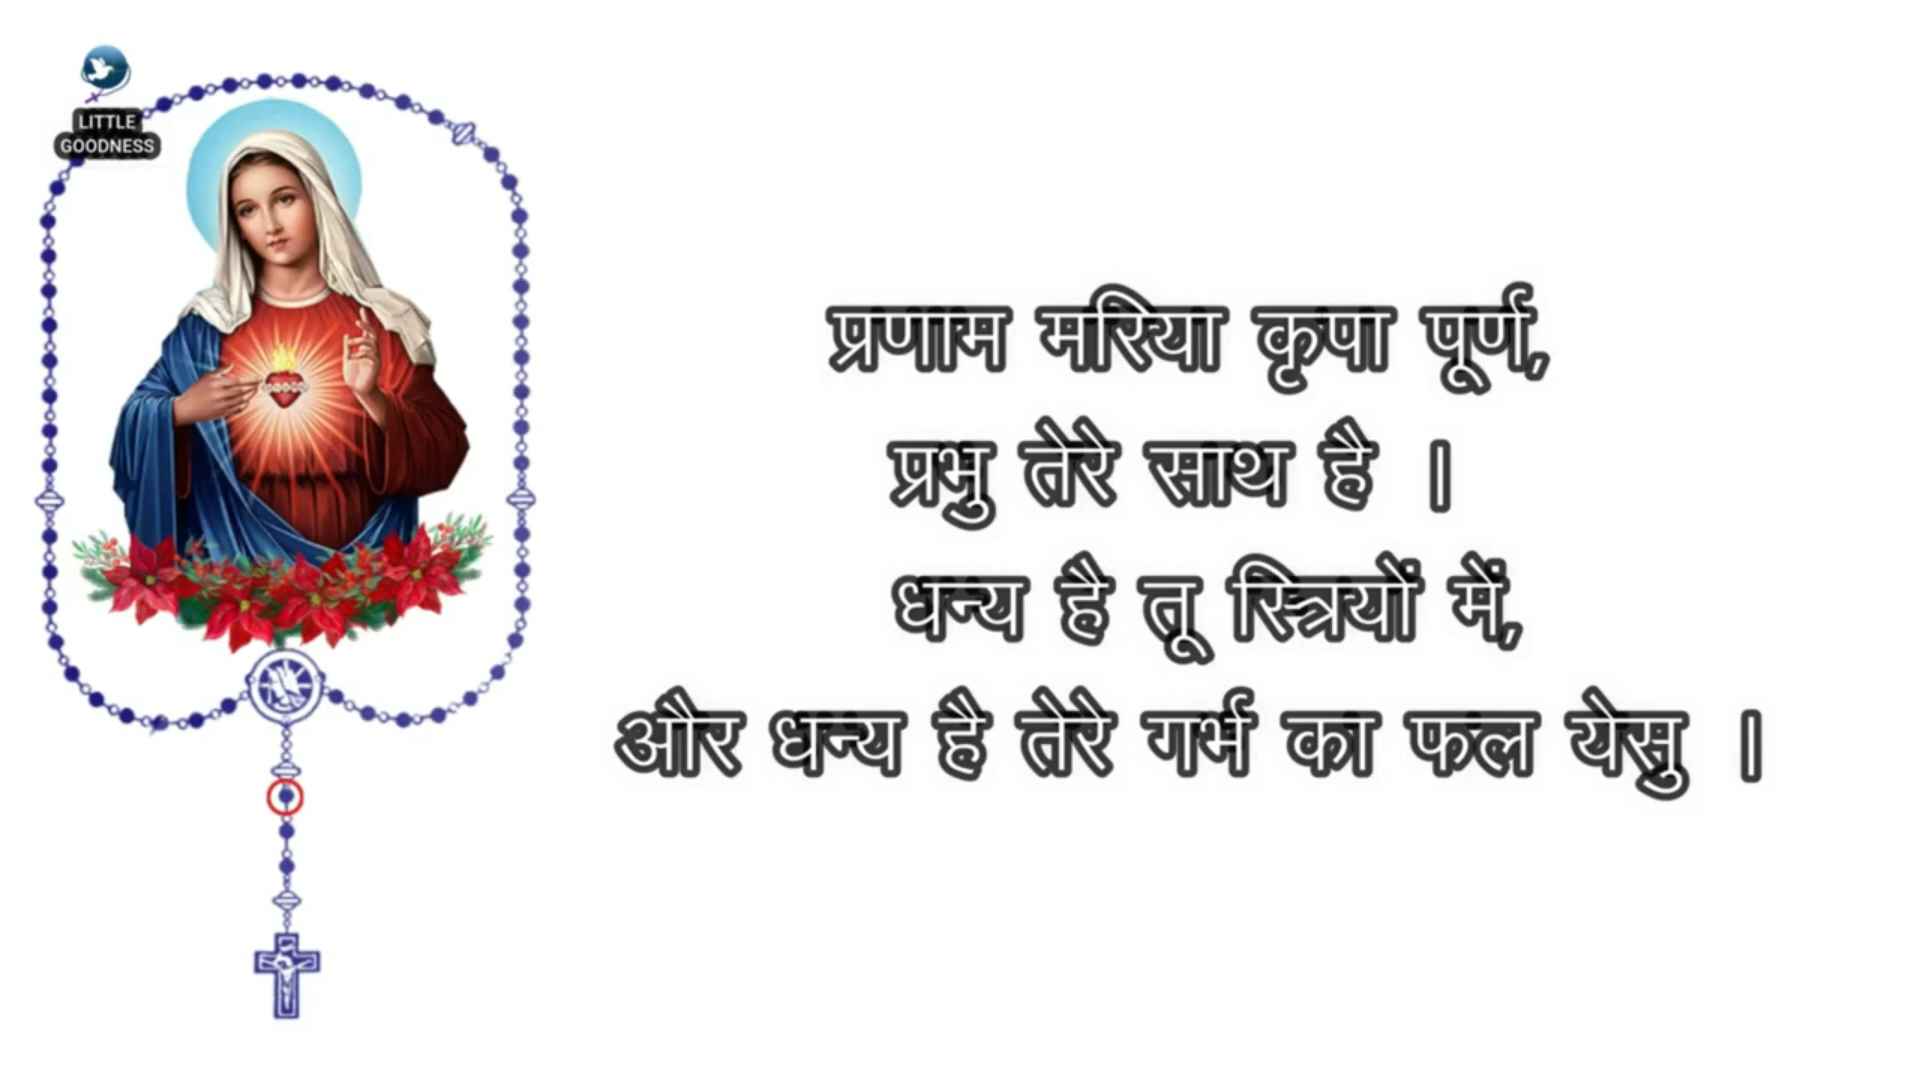 LITTLE
GOODNESS
प्रणाम मरिया कृपा पूर्ण,
प्रभु तेरे साथ है ।
धन्य है तू स्त्रियों में,
और धन्य है तेरे गर्भ का फल येसु ।